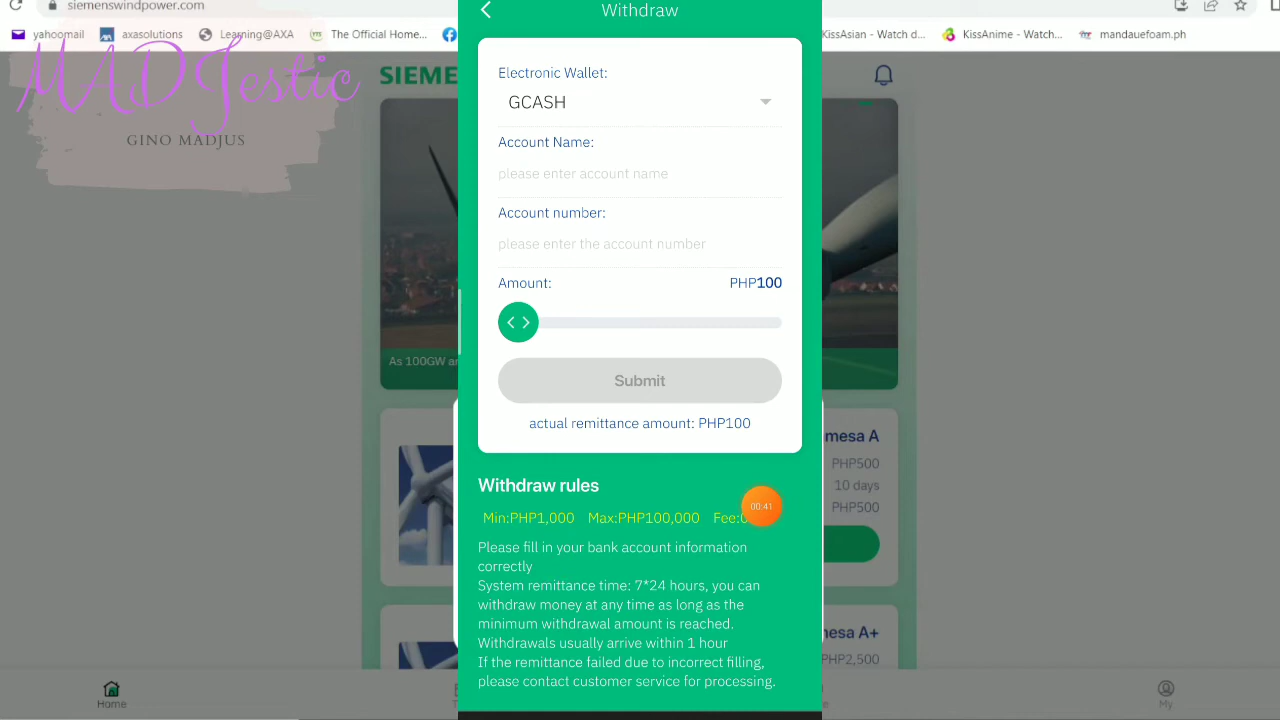 siemenswindpower.com
yahoomail
axasolutions
Learning@AXA
The Official Home...
KissAsian - Watch d...
KissAnime - Watch...
mandauefoam.ph
MADJestic
GINO MADJUS
SIEME
Withdraw
Electronic Wallet:
GCASH
Account Name:
please enter account name
Account number:
please enter the account number
Amount:
PHP100
Submit
actual remittance amount: PHP100
Withdraw rules
Min:PHP1,000 Max:PHP100,000 Fee:
00:41
Please fill in your bank account information
correctly
System remittance time: 7*24 hours, you can
withdraw money at any time as long as the
minimum withdrawal amount is reached.
Withdrawals usually arrive within 1 hour
If the remittance failed due to incorrect filling,
please contact customer service for processing.
As 100GW
mesa A
PHP500
10 days
PHP500
esa A+
PHP2,500
Home
My